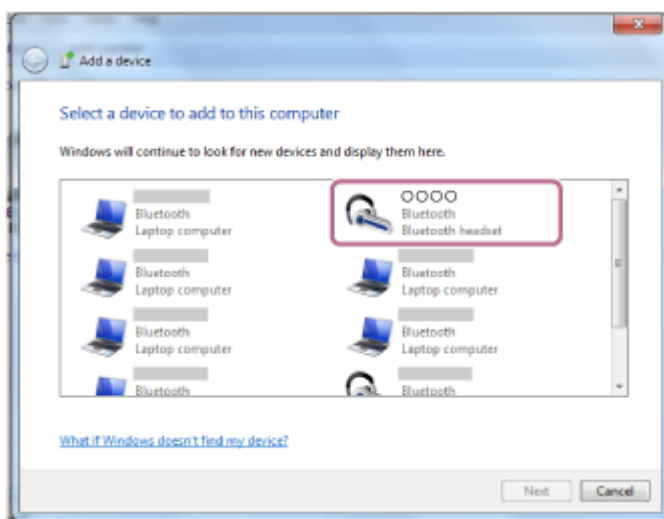 Add a device
Select a device to add to this computer
Windows will continue to look for new devices and display them here.
Bluetooth
Laptop computer
OOOO
Bluetooth
Bluetooth headset
Bluetooth
Laptop computer
Bluetooth
Laptop computer
Bluetooth
Laptop computer
Bluetooth
Laptop computer
Bluetooth
Bluetooth
What if Windows doesn't find my device?
Next
Cancel